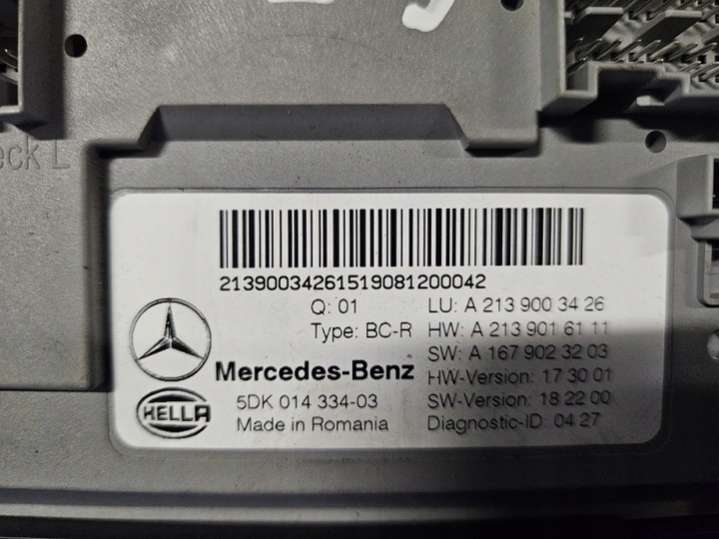 eck L
21390034261519081200042
Q: 01 LU: A 213 900 34 26
Type: BC-R HW: A 213 901 61 11
SW: A 167 902 32 03
Mercedes-Benz HW-Version: 17 30 01
HELLA 5DK 014 334-03 SW-Version: 18 22 00
Made in Romania Diagnostic-ID: 04 27